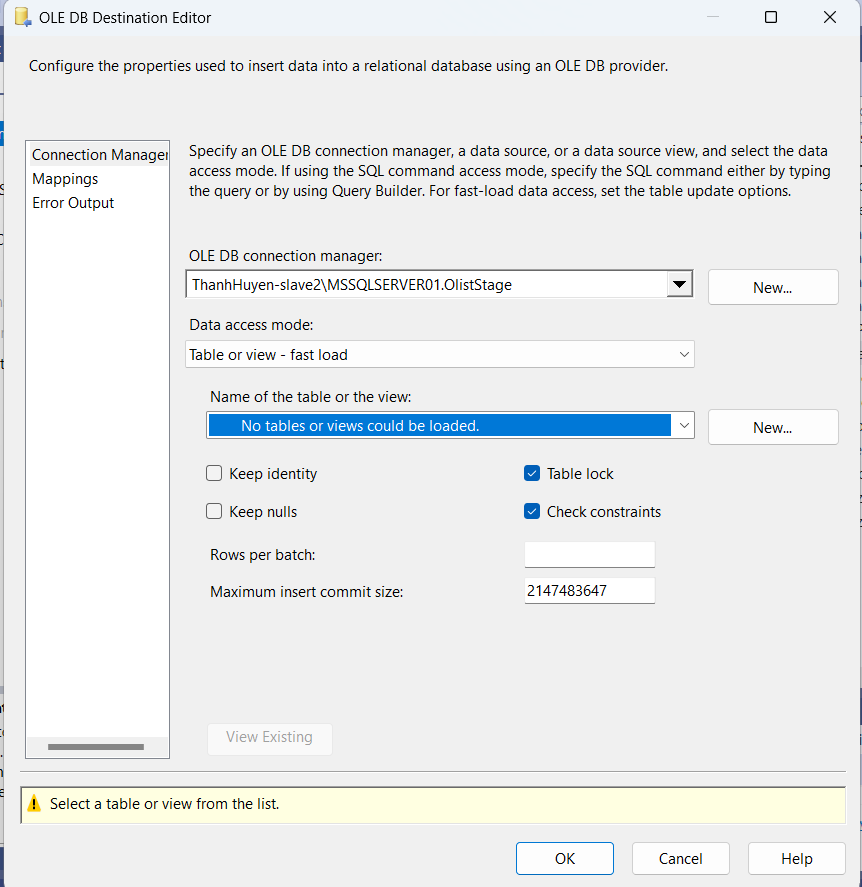 OLE DB Destination Editor
Configure the properties used to insert data into a relational database using an OLE DB provider.
Connection Manager
Mappings
Error Output
Specify an OLE DB connection manager, a data source, or a data source view, and select the data
access mode. If using the SQL command access mode, specify the SQL command either by typing
the query or by using Query Builder. For fast-load data access, set the table update options.
OLE DB connection manager:
ThanhHuyen-slave2\MSSQLSERVER01.OlistStage
New...
Data access mode:
Table or view - fast load
Name of the table or the view:
No tables or views could be loaded.
New...
Keep identity
Table lock
Keep nulls
Check constraints
Rows per batch:
Maximum insert commit size:
2147483647
View Existing
Select a table or view from the list.
OK
Cancel
Help